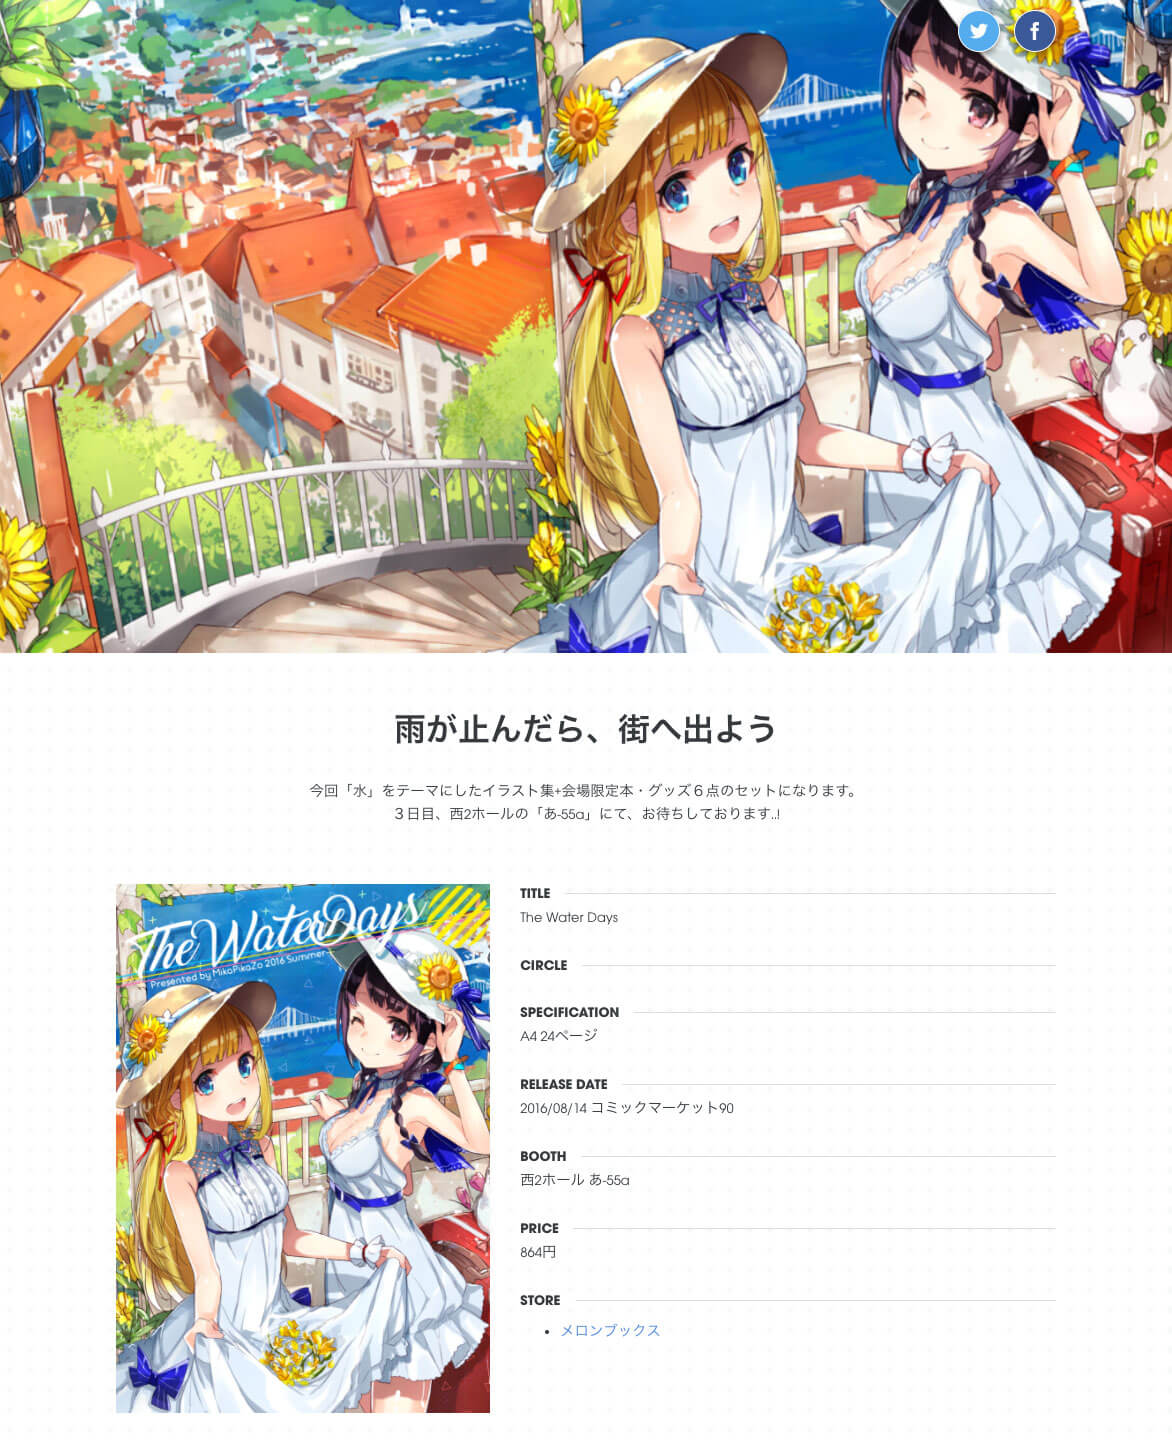 雨が止んだら、街へ出よう
今回「水」をテーマにしたイラスト集+会場限定本・グッズ６点のセットになります。
３日目、西2ホールの「あ-55a」にて、お待ちしております..!
The Water Days
Presented by MikaPikaZo 2016 Summer
TITLE
The Water Days
CIRCLE
SPECIFICATION
A4 24ページ
RELEASE DATE
2016/08/14 コミックマーケット90
BOOTH
西2ホール あ-55a
PRICE
864円
STORE
メロンブックス